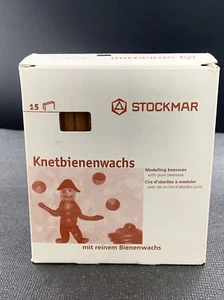 15
STOCKMAR
Knetbienenwachs
Modelling beeswax
with pure beeswax
Cire d'abeilles à modeler
avec de la cire d'abeilles pure
mit reinem Bienenwachs